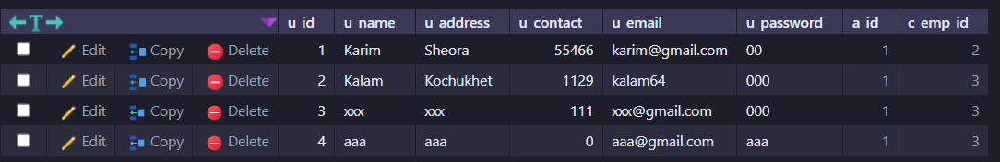 ←T→ u_id u_name u_address u_contact u_email u_password a_id c_emp_id
Edit Copy Delete 1 Karim Sheora 55466 karim@gmail.com 00 1 2
Edit Copy Delete 2 Kalam Kochukhet 1129 kalam64 000 1 3
Edit Copy Delete 3 xxx xxx 111 xxx@gmail.com 000 1 3
Edit Copy Delete 4 aaa aaa 0 aaa@gmail.com aaa 1 3